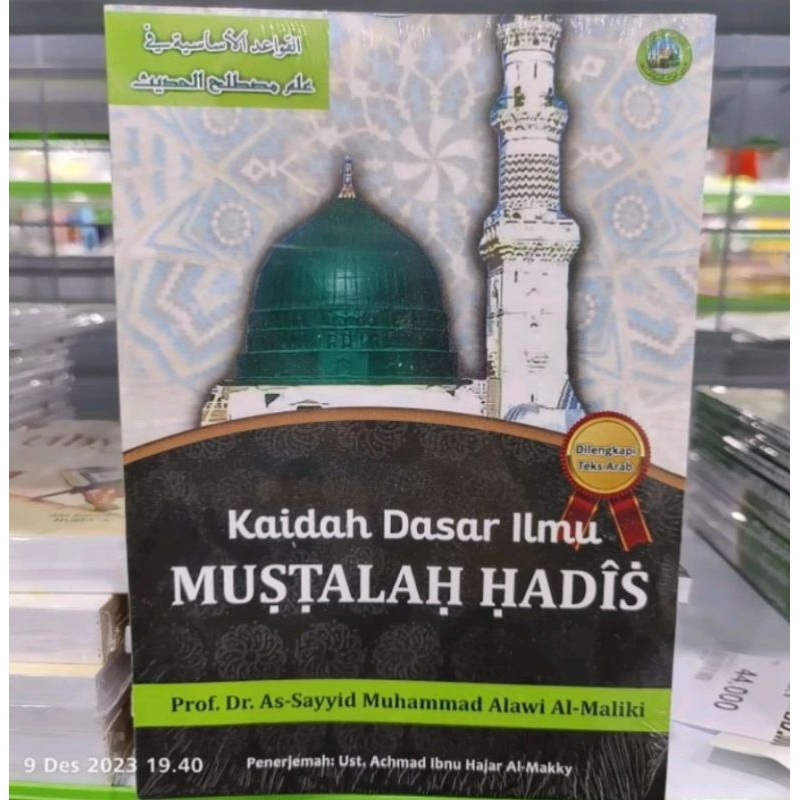 القواعد الأساسية في
علم مصطلح الحديث
Dilengkapi
Teks Arab
Kaidah Dasar Ilmu
MUṢṬALAḤ ḤADÎṠ
Prof. Dr. As-Sayyid Muhammad Alawi Al-Maliki
Penerjemah: Ust. Achmad Ibnu Hajar Al-Makky
9 Des 2023 19.40
44.000